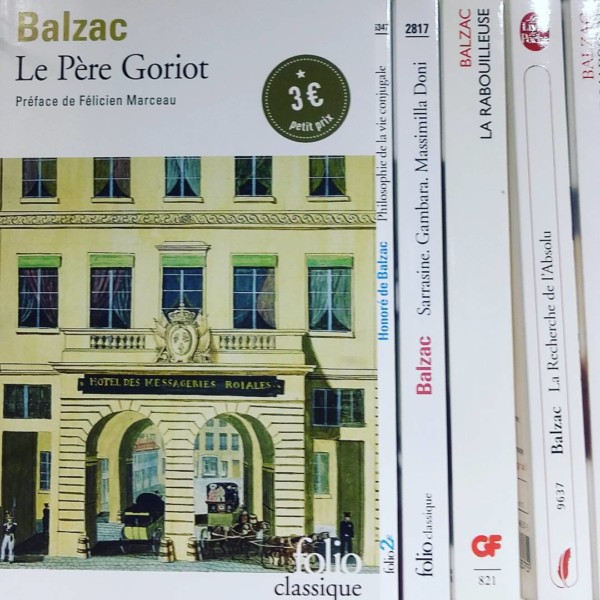 Balzac
Le Père Goriot
Préface de Félicien Marceau
3 €
petit prix
HOTEL DES MESSAGERIES ROIALES
folio
classique
Philosophie de la vie conjugale
Honoré de Balzac
folio 2€
2817
Sarrasine. Gambara. Massimilla Doni
Balzac
folio classique
BALZAC
LA RABOUILLEUSE
GF
821
La Recherche de l'Absolu
Balzac
9637
BALZAC